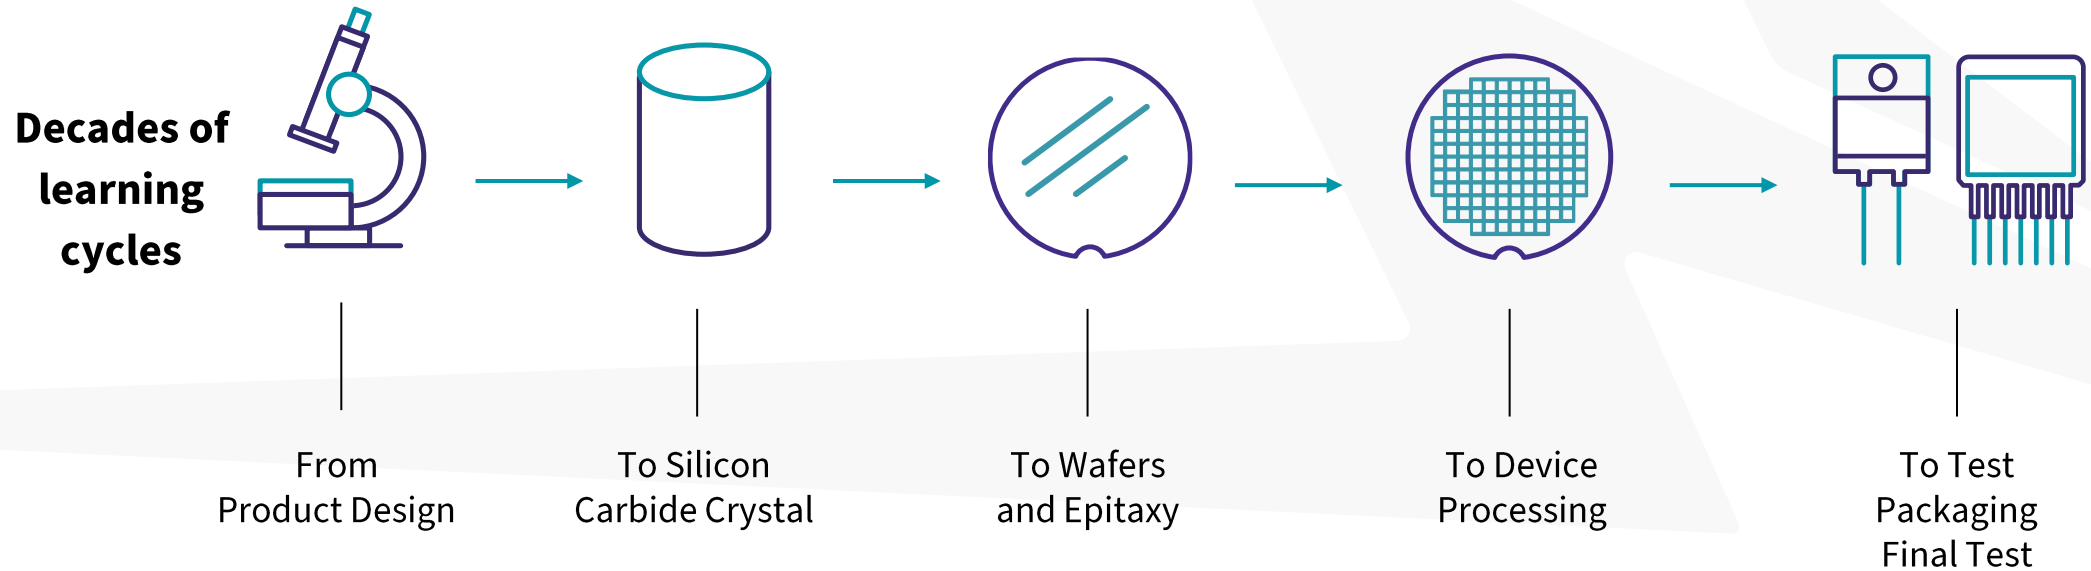 Decades of
learning
cycles
From
Product Design
To Silicon
Carbide Crystal
To Wafers
and Epitaxy
To Device
Processing
To Test
Packaging
Final Test